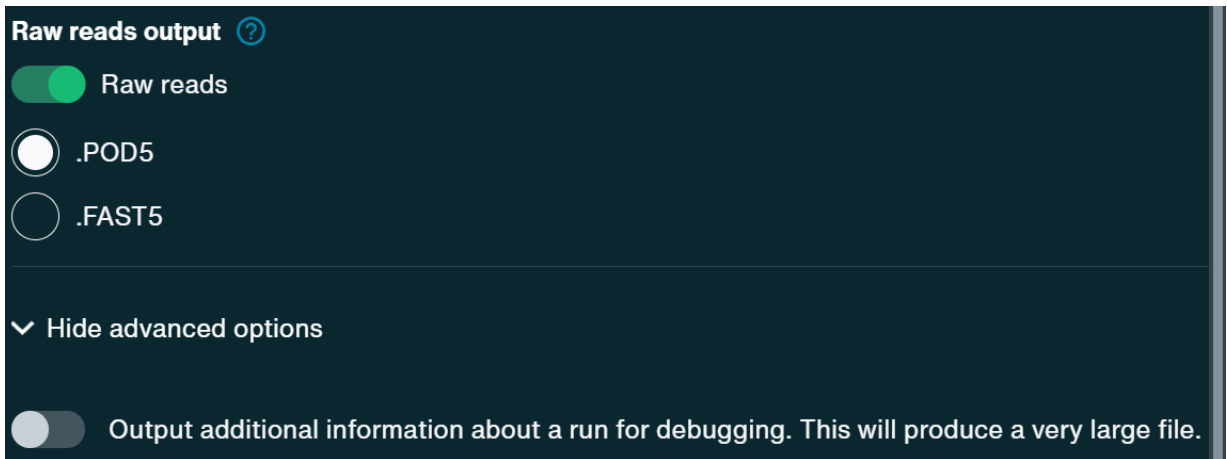 Raw reads output ?
Raw reads
.POD5
.FAST5
Hide advanced options
Output additional information about a run for debugging. This will produce a very large file.